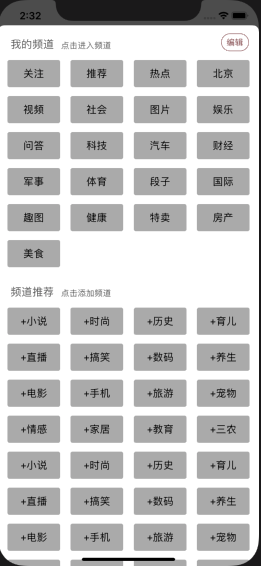 2:32
我的频道 点击进入频道 编辑
关注 推荐 热点 北京
视频 社会 图片 娱乐
问答 科技 汽车 财经
军事 体育 段子 国际
趣图 健康 特卖 房产
美食
频道推荐 点击添加频道
+小说 +时尚 +历史 +育儿
+直播 +搞笑 +数码 +养生
+电影 +手机 +旅游 +宠物
+情感 +家居 +教育 +三农
+小说 +时尚 +历史 +育儿
+直播 +搞笑 +数码 +养生
+电影 +手机 +旅游 +宠物